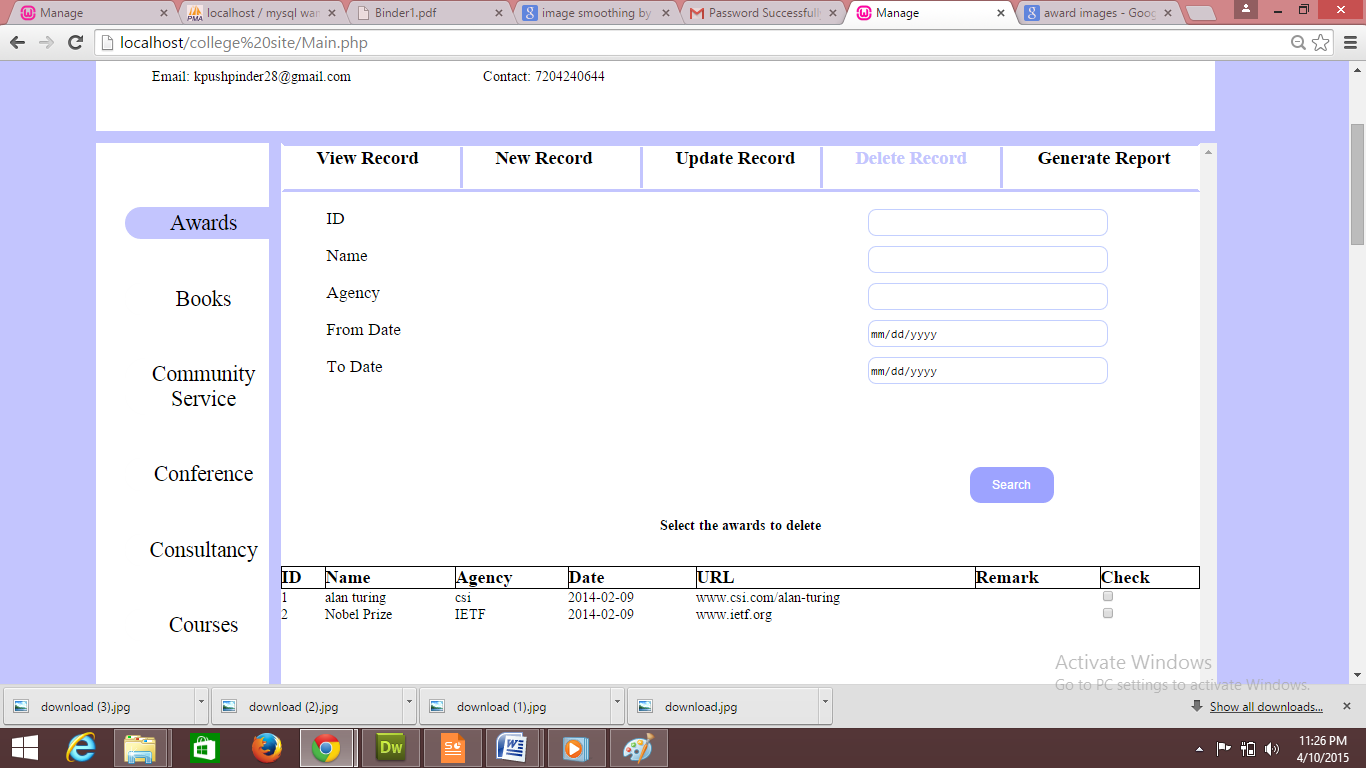 Manage
localhost / mysql war
Binder1.pdf
image smoothing by
Password Successfull
Manage
award images - Goog
localhost/college%20site/Main.php
Email: kpushpinder28@gmail.com Contact: 7204240644
View Record New Record Update Record Delete Record Generate Report
Awards
Books
Community
Service
Conference
Consultancy
Courses
ID
Name
Agency
From Date mm/dd/yyyy
To Date mm/dd/yyyy
Search
Select the awards to delete
ID Name Agency Date URL Remark Check
1 alan turing csi 2014-02-09 www.csi.com/alan-turing
2 Nobel Prize IETF 2014-02-09 www.ietf.org
Activate Windows
Go to PC settings to activate Windows.
download (3).jpg download (2).jpg download (1).jpg download.jpg Show all downloads...
Dw
11:26 PM
4/10/2015